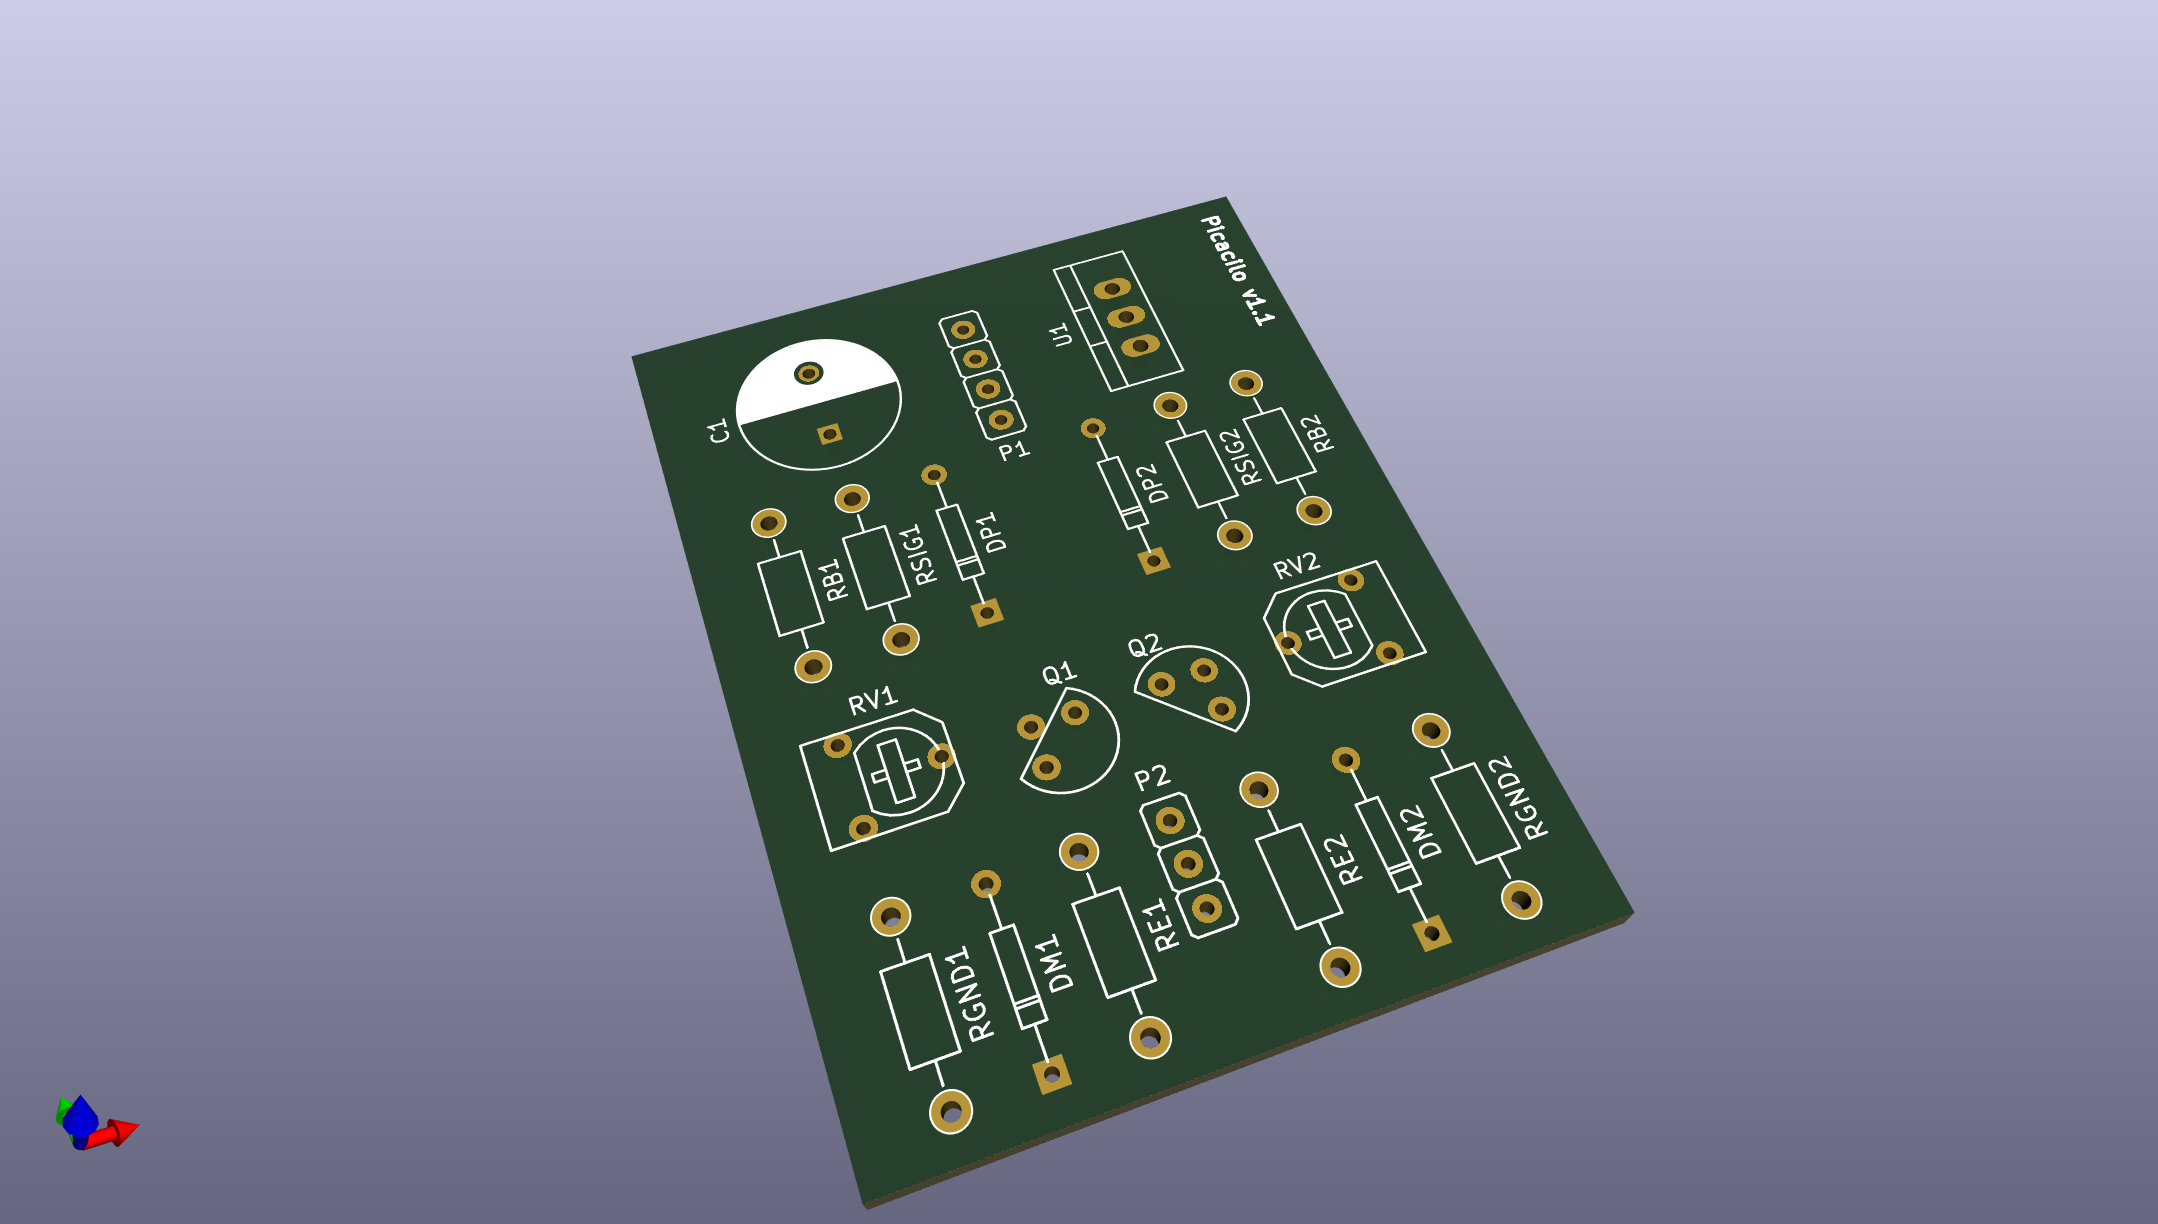 Picacilo v1.1
U1
C1
P1
RB2
RSIG2
DP2
DP1
RSIG1
RB1
RV2
Q2
Q1
RV1
P2
RGND2
DM2
RE2
RE1
DM1
RGND1